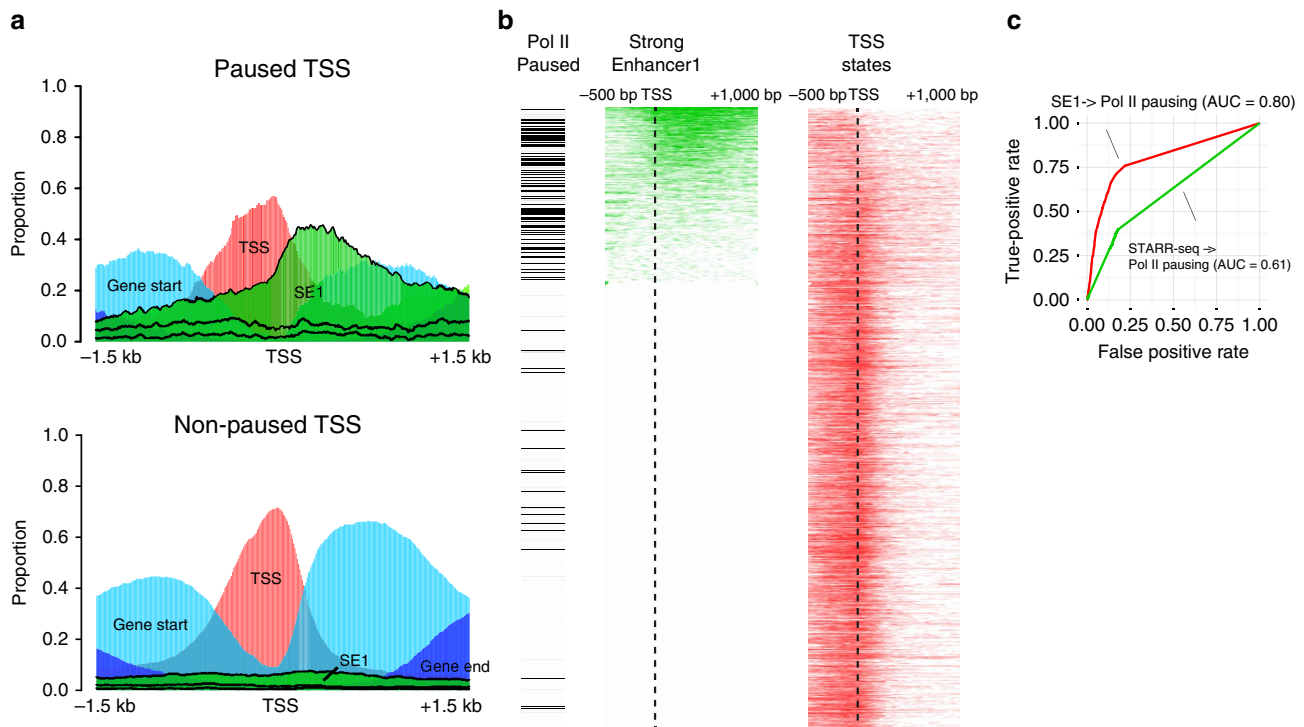 a
Paused TSS
1.0
0.8
0.6
0.4
0.2
0.0
Proportion
Gene start
TSS
SE1
−1.5 kb
TSS
+1.5 kb
Non-paused TSS
1.0
0.8
0.6
0.4
0.2
0.0
Proportion
Gene start
TSS
SE1
Gene end
−1.5 kb
TSS
+1.5 kb
b
Pol II
Paused
Strong
Enhancer1
−500 bp TSS
+1,000 bp
TSS
states
−500 bp TSS
+1,000 bp
c
SE1-> Pol II pausing (AUC = 0.80)
1.00
0.75
0.50
0.25
0.00
True-positive rate
STARR-seq ->
Pol II pausing (AUC = 0.61)
0.00 0.25 0.50 0.75 1.00
False positive rate